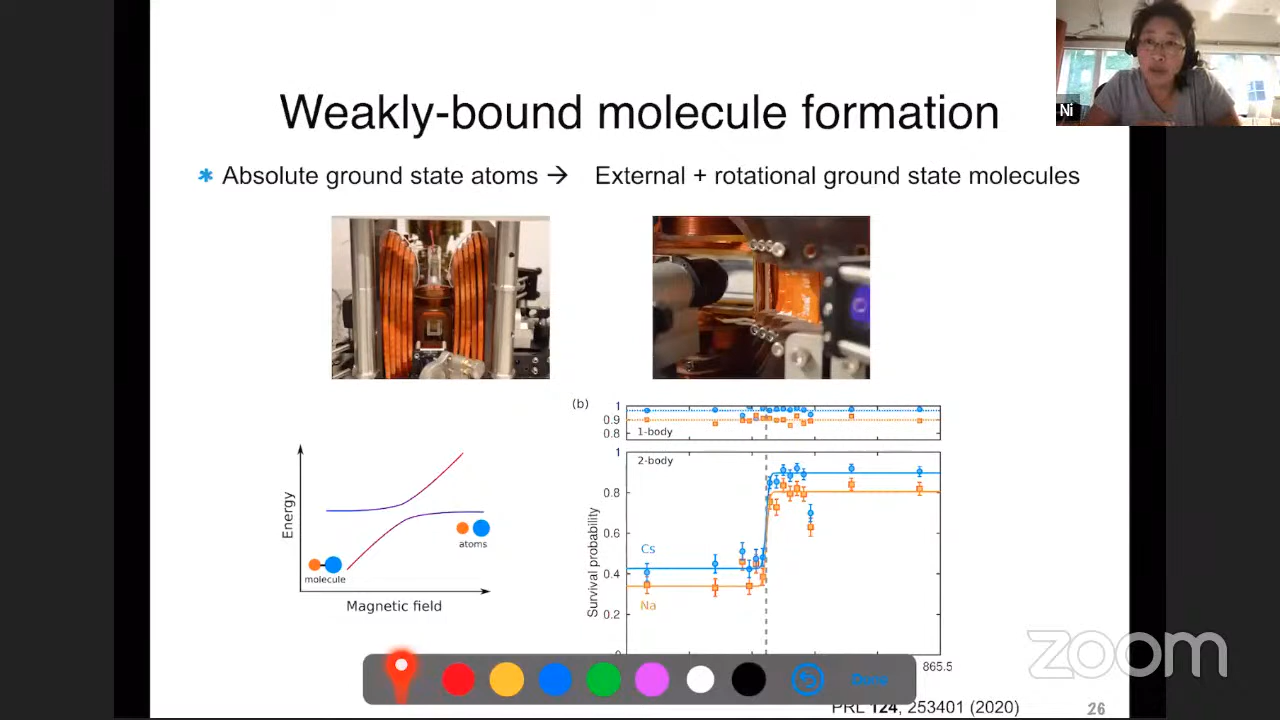 Weakly-bound molecule formation
Ni
* Absolute ground state atoms → External + rotational ground state molecules
(b)
1
0.9
0.8
1-body
1
2-body
0.8
0.6
0.4
0.2
Survival probability
Cs
Na
Energy
atoms
molecule
Magnetic field
865.5
zoom
Done
PRL 124, 253401 (2020)
26